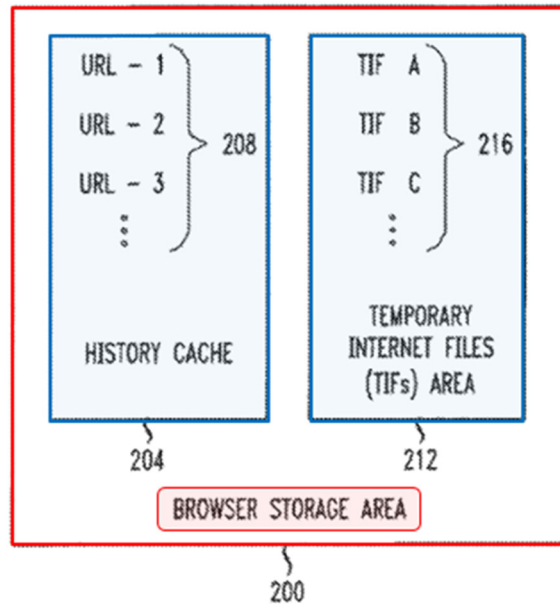 URL - 1
URL - 2
URL - 3
208
HISTORY CACHE
204
TIF A
TIF B
TIF C
216
TEMPORARY
INTERNET FILES
(TIFs) AREA
212
BROWSER STORAGE AREA
200